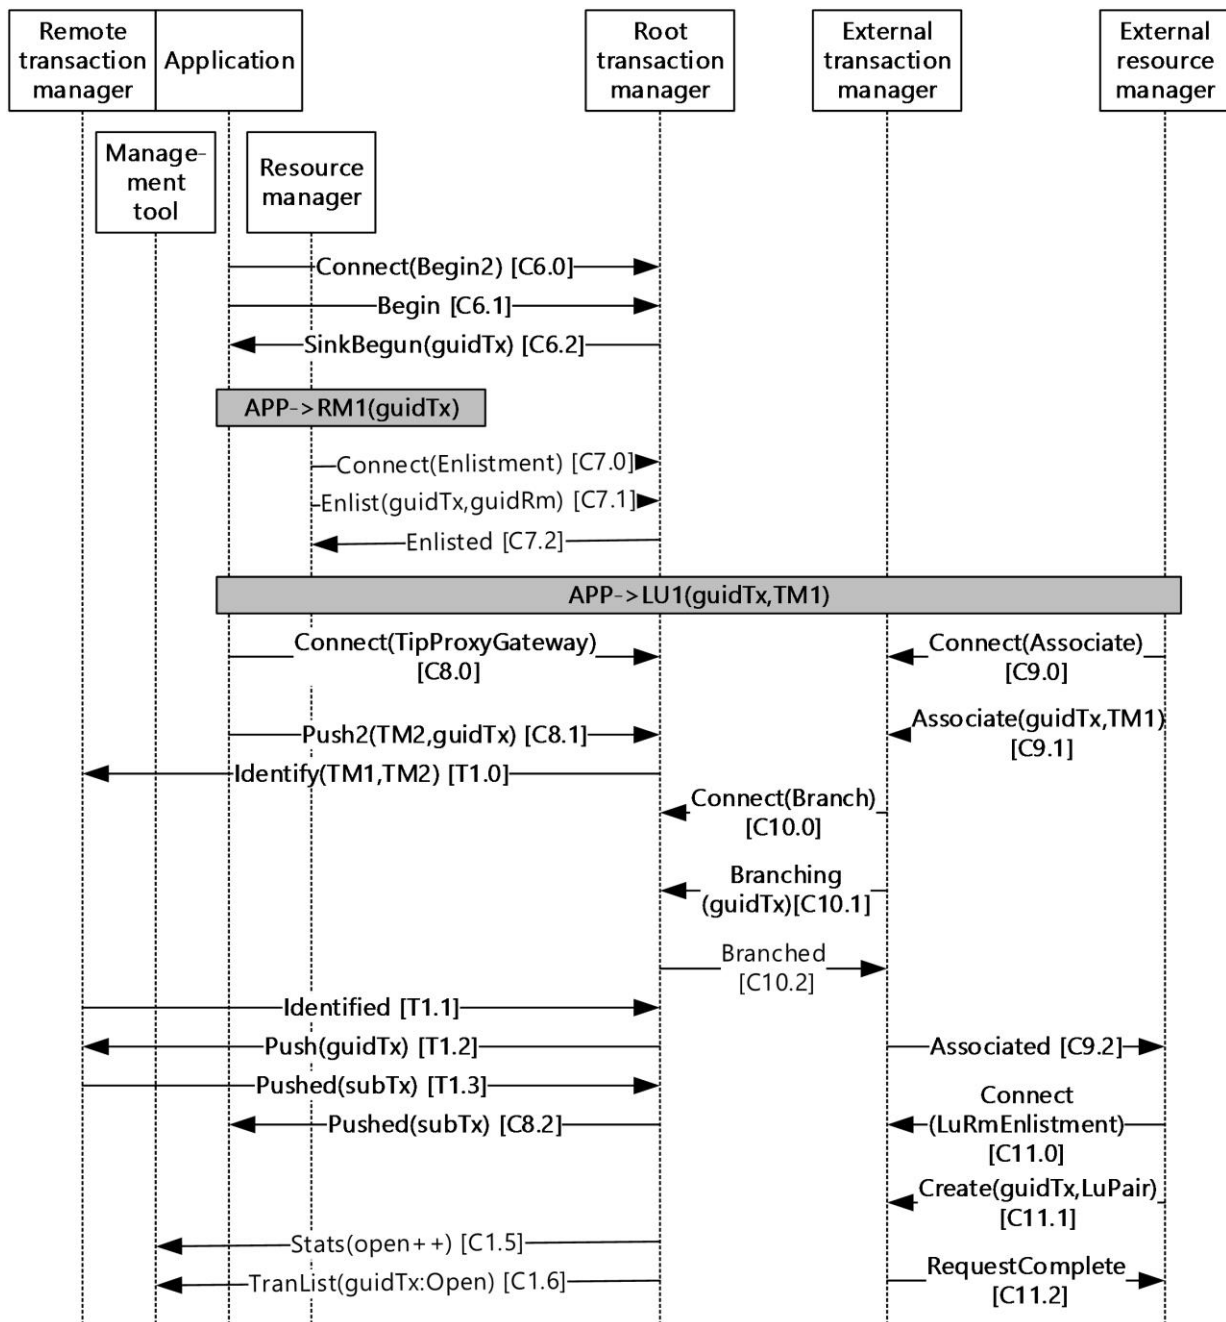 Remote
transaction
manager
Application
Root
transaction
manager
External
transaction
manager
External
resource
manager
Manage-
ment
tool
Resource
manager
Connect(Begin2) [C6.0]
Begin [C6.1]
SinkBegun(guidTx) [C6.2]
APP->RM1(guidTx)
Connect(Enlistment) [C7.0]
Enlist(guidTx,guidRm) [C7.1]
Enlisted [C7.2]
APP->LU1(guidTx,TM1)
Connect(TipProxyGateway)
[C8.0]
Connect(Associate)
[C9.0]
Push2(TM2,guidTx) [C8.1]
Associate(guidTx,TM1)
[C9.1]
Identify(TM1,TM2) [T1.0]
Connect(Branch)
[C10.0]
Branching
(guidTx)[C10.1]
Branched
[C10.2]
Identified [T1.1]
Push(guidTx) [T1.2]
Associated [C9.2]
Pushed(subTx) [T1.3]
Pushed(subTx) [C8.2]
Connect
(LuRmEnlistment)
[C11.0]
Create(guidTx,LuPair)
[C11.1]
Stats(open++) [C1.5]
TranList(guidTx:Open) [C1.6]
RequestComplete
[C11.2]